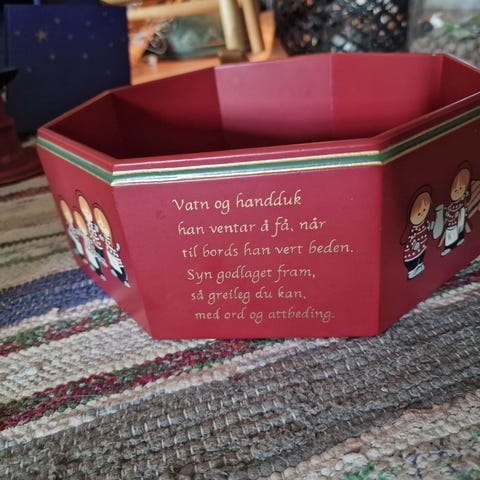 Vatn og handduk
han ventar å få, når
til bords han vert beden.
Syn godlaget fram,
så greileg du kan,
med ord og attbeding.